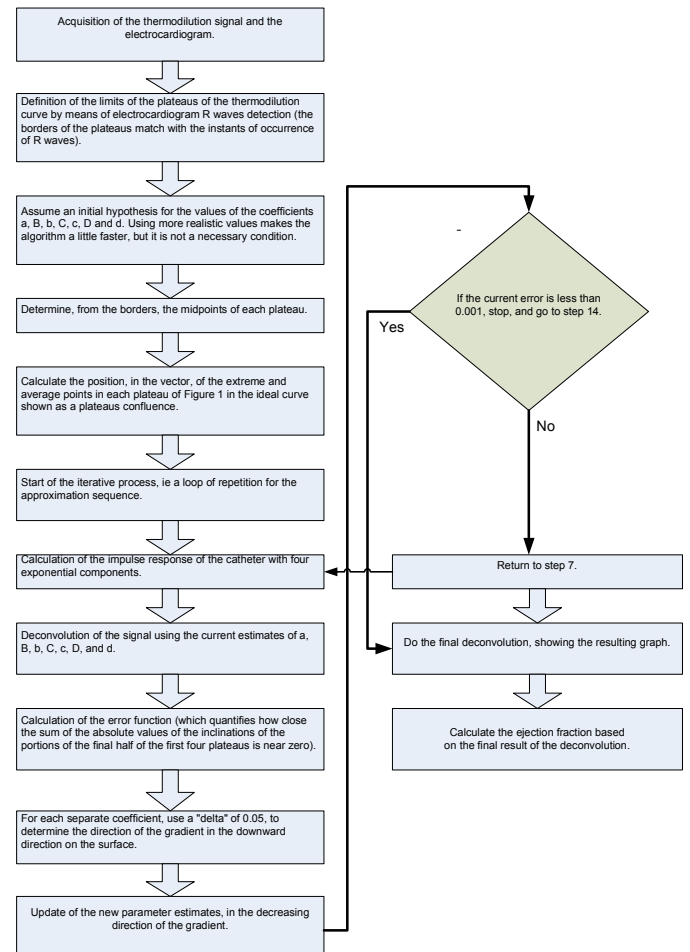 Acquisition of the thermodilution signal and the
electrocardiogram.
Definition of the limits of the plateaus of the thermodilution
curve by means of electrocardiogram R waves detection (the
borders of the plateaus match with the instants of occurrence
of R waves).
Assume an initial hypothesis for the values of the coefficients
a, B, b, C, c, D and d. Using more realistic values makes the
algorithm a little faster, but it is not a necessary condition.
Determine, from the borders, the midpoints of each plateau.
Calculate the position, in the vector, of the extreme and
average points in each plateau of Figure 1 in the ideal curve
shown as a plateaus confluence.
Start of the iterative process, ie a loop of repetition for the
approximation sequence.
Calculation of the impulse response of the catheter with four
exponential components.
Deconvolution of the signal using the current estimates of a,
B, b, C, c, D, and d.
Calculation of the error function (which quantifies how close
the sum of the absolute values of the inclinations of the
portions of the final half of the first four plateaus is near zero).
For each separate coefficient, use a "delta" of 0.05, to
determine the direction of the gradient in the downward
direction on the surface.
Update of the new parameter estimates, in the decreasing
direction of the gradient.
-
If the current error is less than
0.001, stop, and go to step 14.
Yes
No
Return to step 7.
Do the final deconvolution, showing the resulting graph.
Calculate the ejection fraction based
on the final result of the deconvolution.